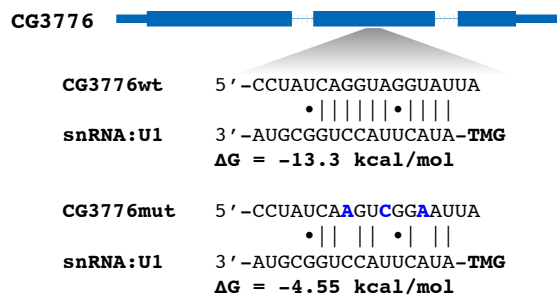 CG3776
CG3776wt 5′-CCUAUCAGGUAGGUAUUA
•||||||•||||
snRNA:U1 3′-AUGCGGUCCAUUCAUA-TMG
ΔG = -13.3 kcal/mol
CG3776mut 5′-CCUAUCAAGUCGGAAUUA
•|| || •| ||
snRNA:U1 3′-AUGCGGUCCAUUCAUA-TMG
ΔG = -4.55 kcal/mol